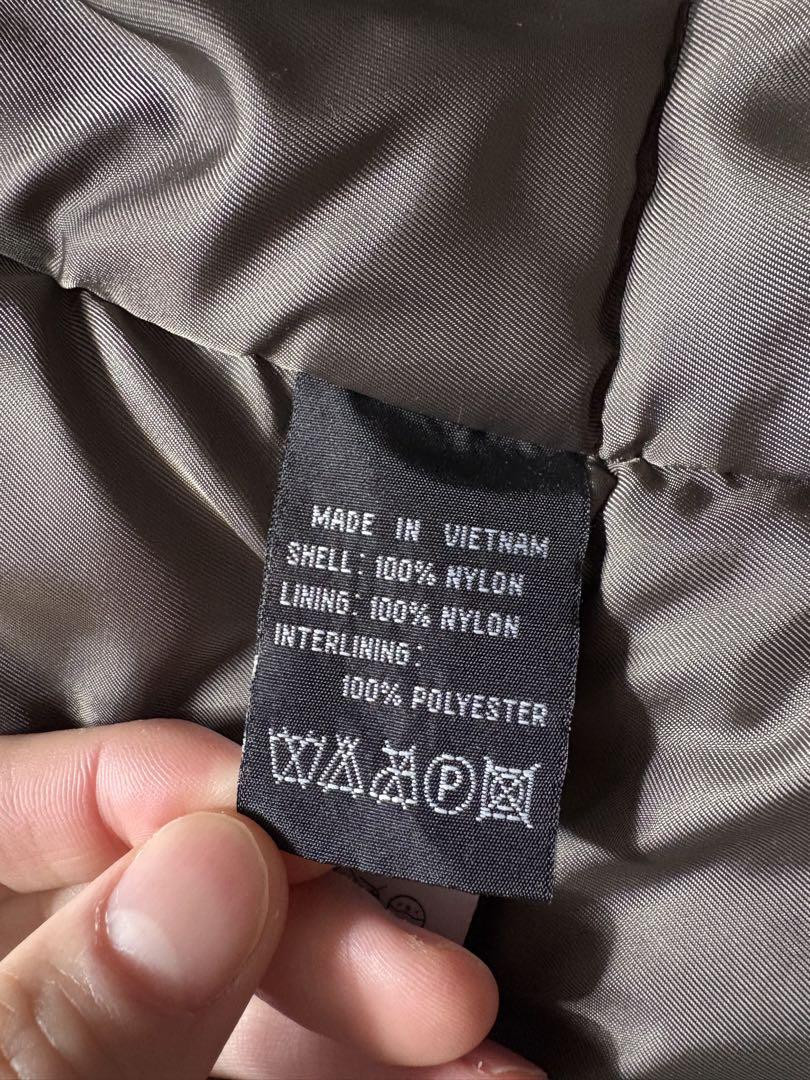 MADE IN VIETNAM
SHELL: 100% NYLON
LINING: 100% NYLON
INTERLINING:
100% POLYESTER
P